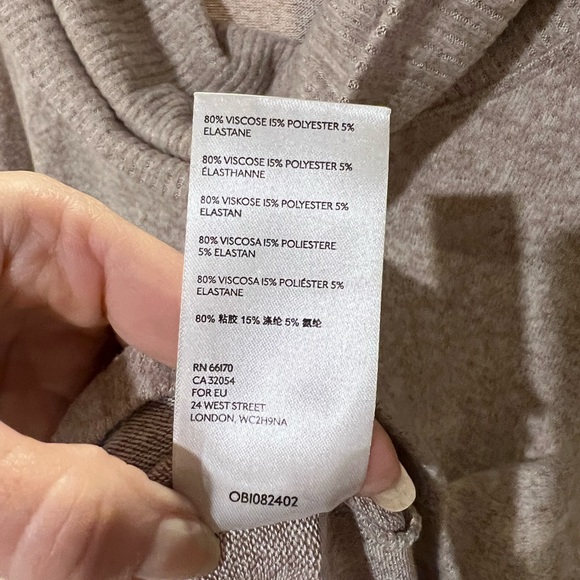 80% VISCOSE 15% POLYESTER 5%
ELASTANE
80% VISCOSE 15% POLYESTER 5%
ÉLASTHANNE
80% VISKOSE 15% POLYESTER 5%
ELASTAN
80% VISCOSA 15% POLIESTERE
5% ELASTAN
80% VISCOSA 15% POLIÉSTER 5%
ELASTANE
80% 粘胶 15% 涤纶 5% 氨纶
RN 66170
CA 32054
FOR EU
24 WEST STREET
LONDON, WC2H9NA
OB1082402